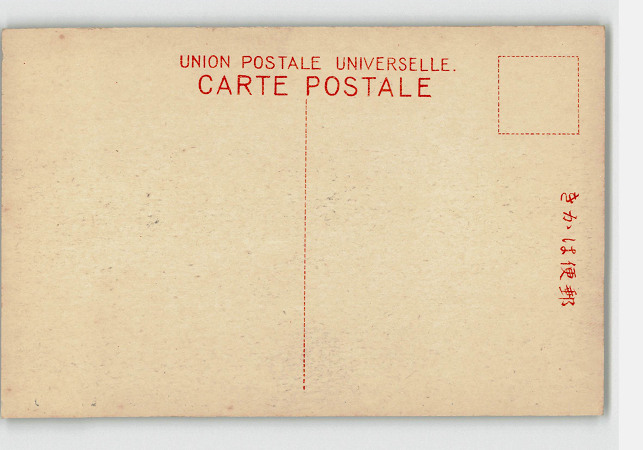 UNION POSTALE UNIVERSELLE.
CARTE POSTALE
きかは便郵